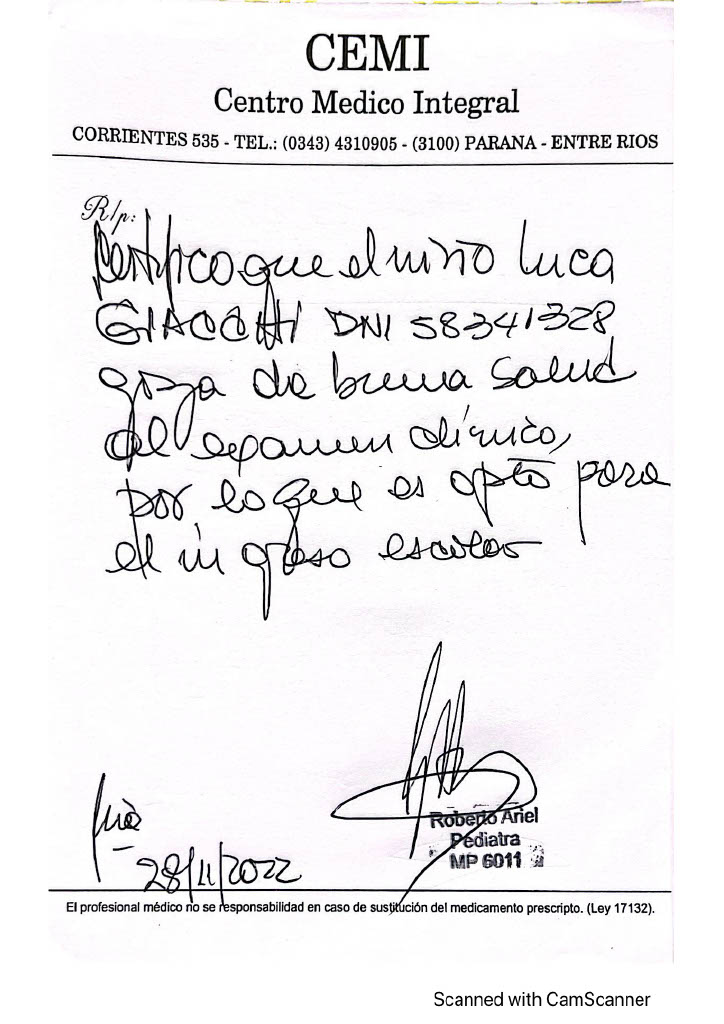 CEMI
Centro Medico Integral
CORRIENTES 535 - TEL.: (0343) 4310905 - (3100) PARANA - ENTRE RIOS
R/p:
Certifico que el niño Luca
DNI 58341328
goza de buena salud
al examen clínico,
por lo que es apto para
el ingreso escolar
28/11/2022
Roberto Ariel
Pediatra
MP 6011
El profesional médico no se responsabilidad en caso de sustitución del medicamento prescripto. (Ley 17132).
Scanned with CamScanner